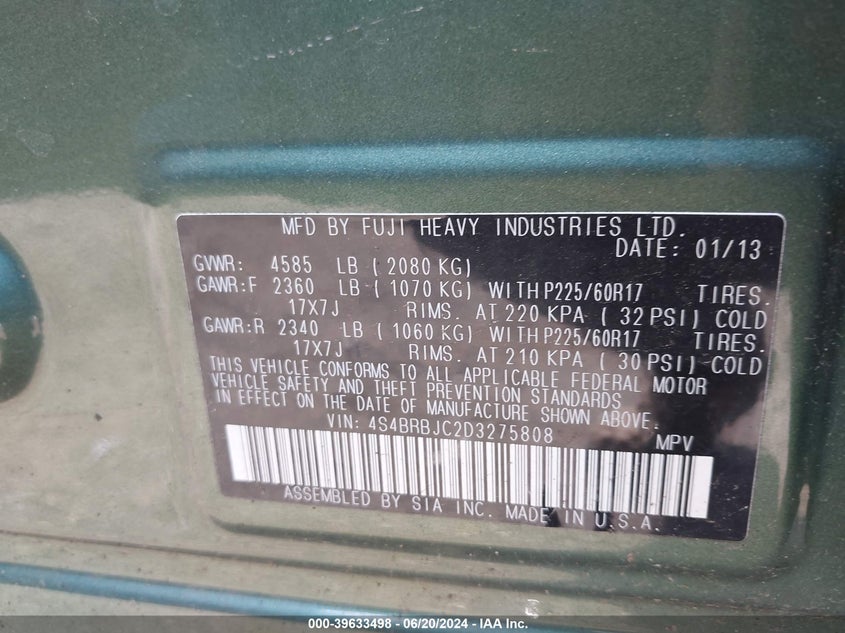 MFD BY FUJI HEAVY INDUSTRIES LTD.
DATE: 01/13
GVWR: 4585 LB ( 2080 KG)
GAWR:F 2360 LB ( 1070 KG) WITH P225/60R17 TIRES.
17X7J RIMS. AT 220 KPA ( 32 PSI) COLD
GAWR:R 2340 LB ( 1060 KG) WITH P225/60R17 TIRES.
17X7J RIMS. AT 210 KPA ( 30 PSI) COLD
THIS VEHICLE CONFORMS TO ALL APPLICABLE FEDERAL MOTOR
VEHICLE SAFETY AND THEFT PREVENTION STANDARDS
IN EFFECT ON THE DATE OF MANUFACTURE SHOWN ABOVE.
VIN: 4S4BRBJC2D3275808
MPV
ASSEMBLED BY SIA INC. MADE IN U.S.A.
000-39633498 - 06/20/2024 - IAA Inc.